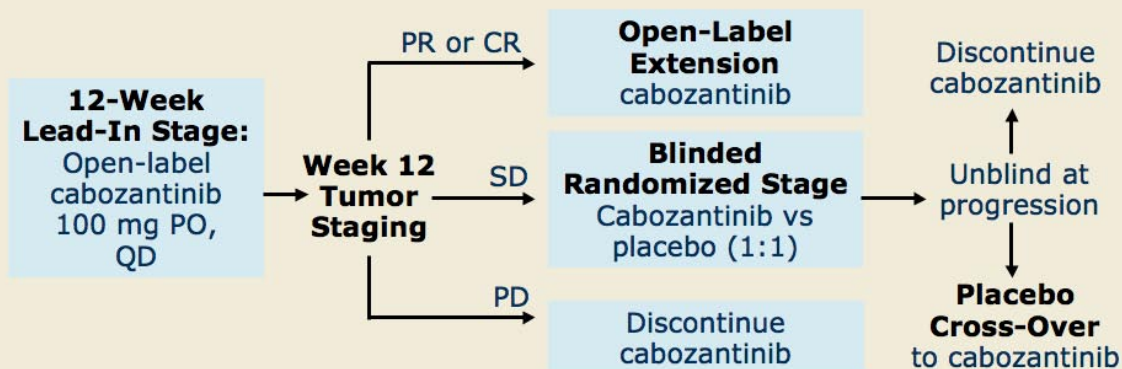 12-Week
Lead-In Stage:
Open-label
cabozantinib
100 mg PO,
QD
Week 12
Tumor
Staging
PR or CR
Open-Label
Extension
cabozantinib
SD
Blinded
Randomized Stage
Cabozantinib vs
placebo (1:1)
PD
Discontinue
cabozantinib
Discontinue
cabozantinib
Unblind at
progression
Placebo
Cross-Over
to cabozantinib